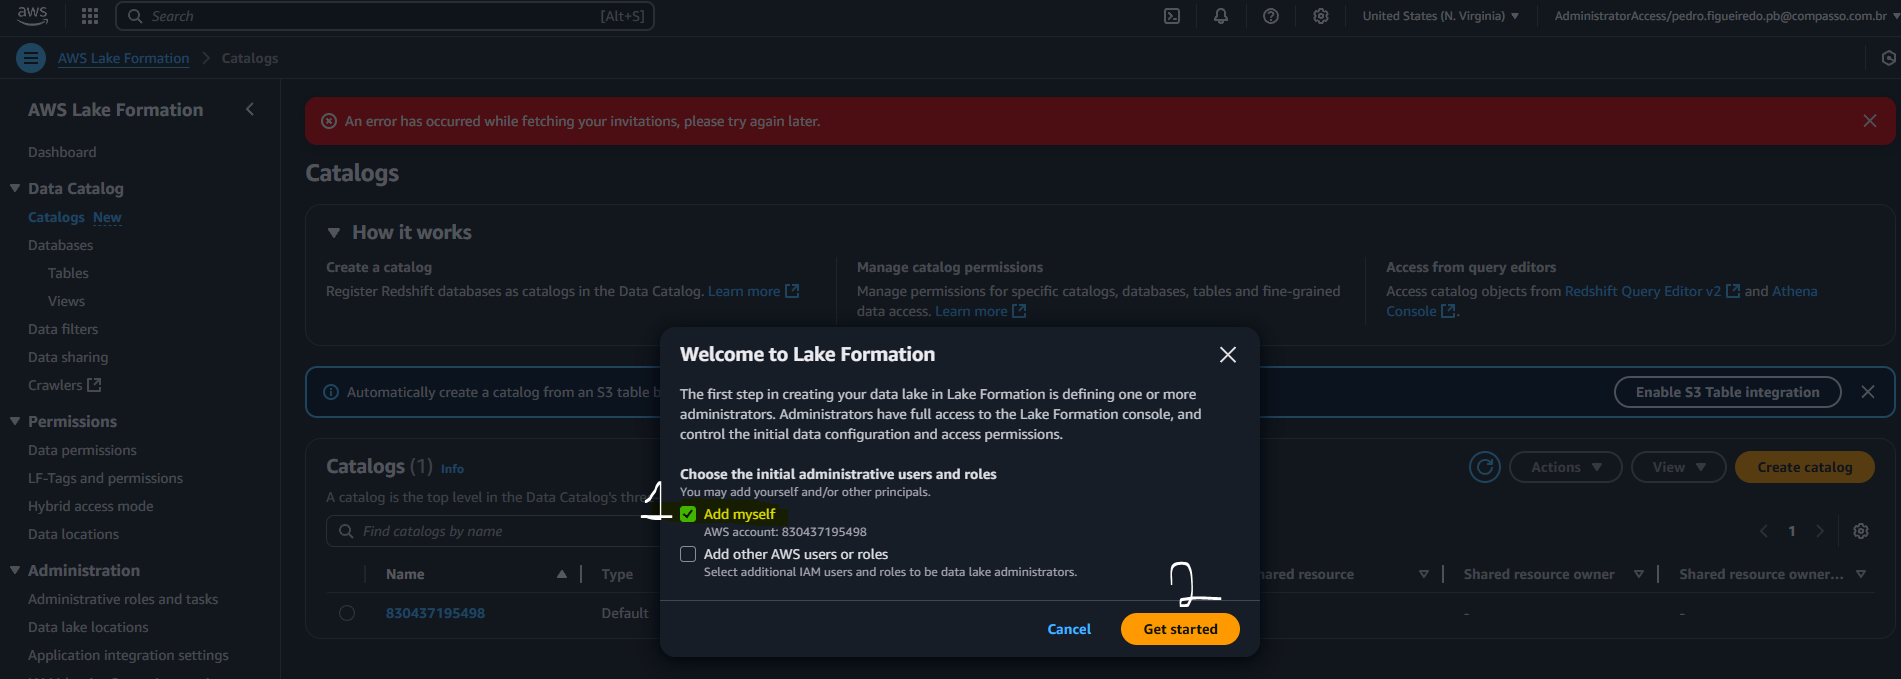 aws
Search
[Alt+S]
United States (N. Virginia)
AdministratorAccess/pedro.figueiredo.pb@compasso.com.br
AWS Lake Formation
Catalogs
AWS Lake Formation
Dashboard
Data Catalog
Catalogs New
Databases
Tables
Views
Data filters
Data sharing
Crawlers
Permissions
Data permissions
LF-Tags and permissions
Hybrid access mode
Data locations
Administration
Administrative roles and tasks
Data lake locations
Application integration settings
An error has occurred while fetching your invitations, please try again later.
Catalogs
How it works
Create a catalog
Register Redshift databases as catalogs in the Data Catalog. Learn more
Manage catalog permissions
Manage permissions for specific catalogs, databases, tables and fine-grained
data access. Learn more
Access from query editors
Access catalog objects from Redshift Query Editor v2 and Athena
Console.
Automatically create a catalog from an S3 table b
Enable S3 Table integration
Catalogs (1) Info
Actions
View
Create catalog
A catalog is the top level in the Data Catalog's thre
Find catalogs by name
1
Name
Type
hared resource
Shared resource owner
Shared resource owner...
830437195498
Default
-
-
Welcome to Lake Formation
The first step in creating your data lake in Lake Formation is defining one or more
administrators. Administrators have full access to the Lake Formation console, and
control the initial data configuration and access permissions.
Choose the initial administrative users and roles
You may add yourself and/or other principals.
1
Add myself
AWS account: 830437195498
Add other AWS users or roles
Select additional IAM users and roles to be data lake administrators.
2
Cancel
Get started